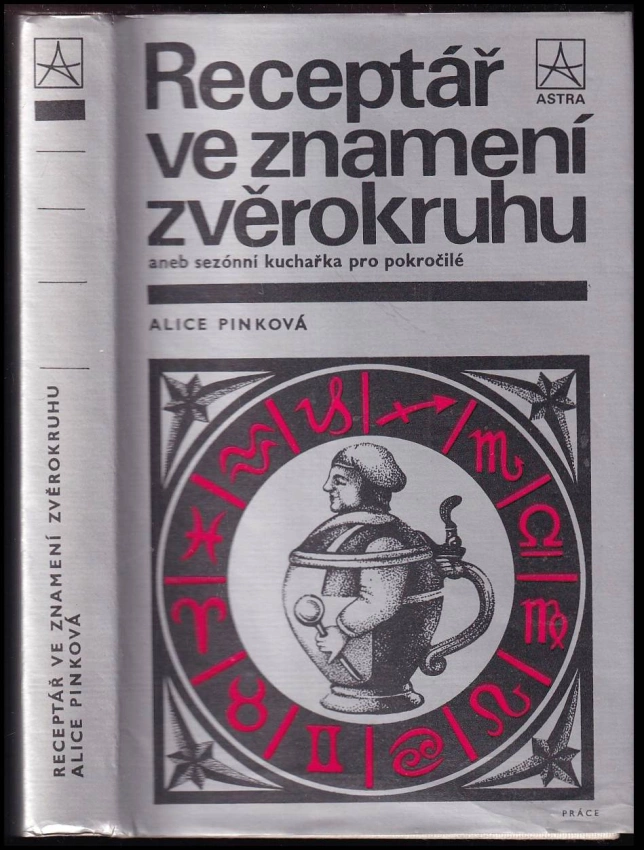 Receptář
ve znamení
zvěrokruhu
aneb sezónní kuchařka pro pokročilé
ASTRA
ALICE PINKOVÁ
PRÁCE
RECEPTÁŘ VE ZNAMENÍ ZVĚROKRUHU
ALICE PINKOVÁ